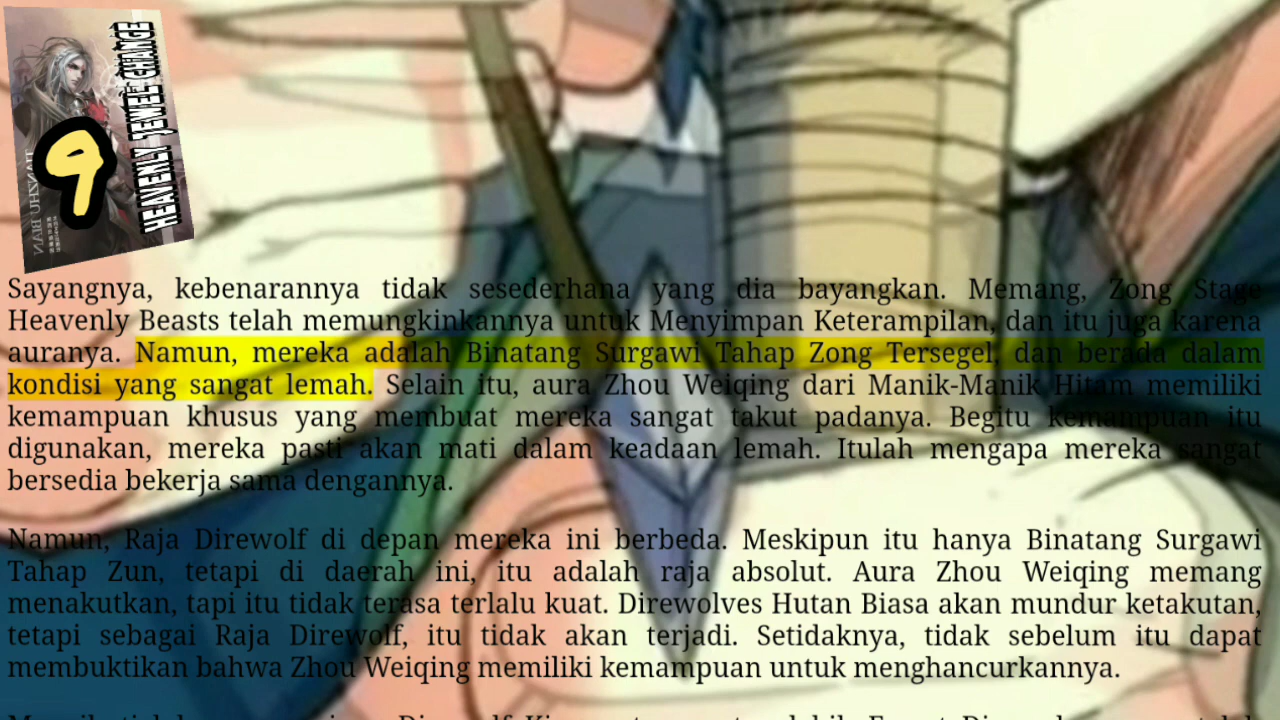 HEAVENLY JEWEL CHANGE
9
Sayangnya, kebenarannya tidak sesederhana yang dia bayangkan. Memang, Zong Stage
Heavenly Beasts telah memungkinkannya untuk Menyimpan Keterampilan, dan itu juga karena
auranya. Namun, mereka adalah Binatang Surgawi Tahap Zong Tersegel, dan berada dalam
kondisi yang sangat lemah. Selain itu, aura Zhou Weiqing dari Manik-Manik Hitam memiliki
kemampuan khusus yang membuat mereka sangat takut padanya. Begitu kemampuan itu
digunakan, mereka pasti akan mati dalam keadaan lemah. Itulah mengapa mereka sangat
bersedia bekerja sama dengannya.
Namun, Raja Direwolf di depan mereka ini berbeda. Meskipun itu hanya Binatang Surgawi
Tahap Zun, tetapi di daerah ini, itu adalah raja absolut. Aura Zhou Weiqing memang
menakutkan, tapi itu tidak terasa terlalu kuat. Direwolves Hutan Biasa akan mundur ketakutan,
tetapi sebagai Raja Direwolf, itu tidak akan terjadi. Setidaknya, tidak sebelum itu dapat
membuktikan bahwa Zhou Weiqing memiliki kemampuan untuk menghancurkannya.